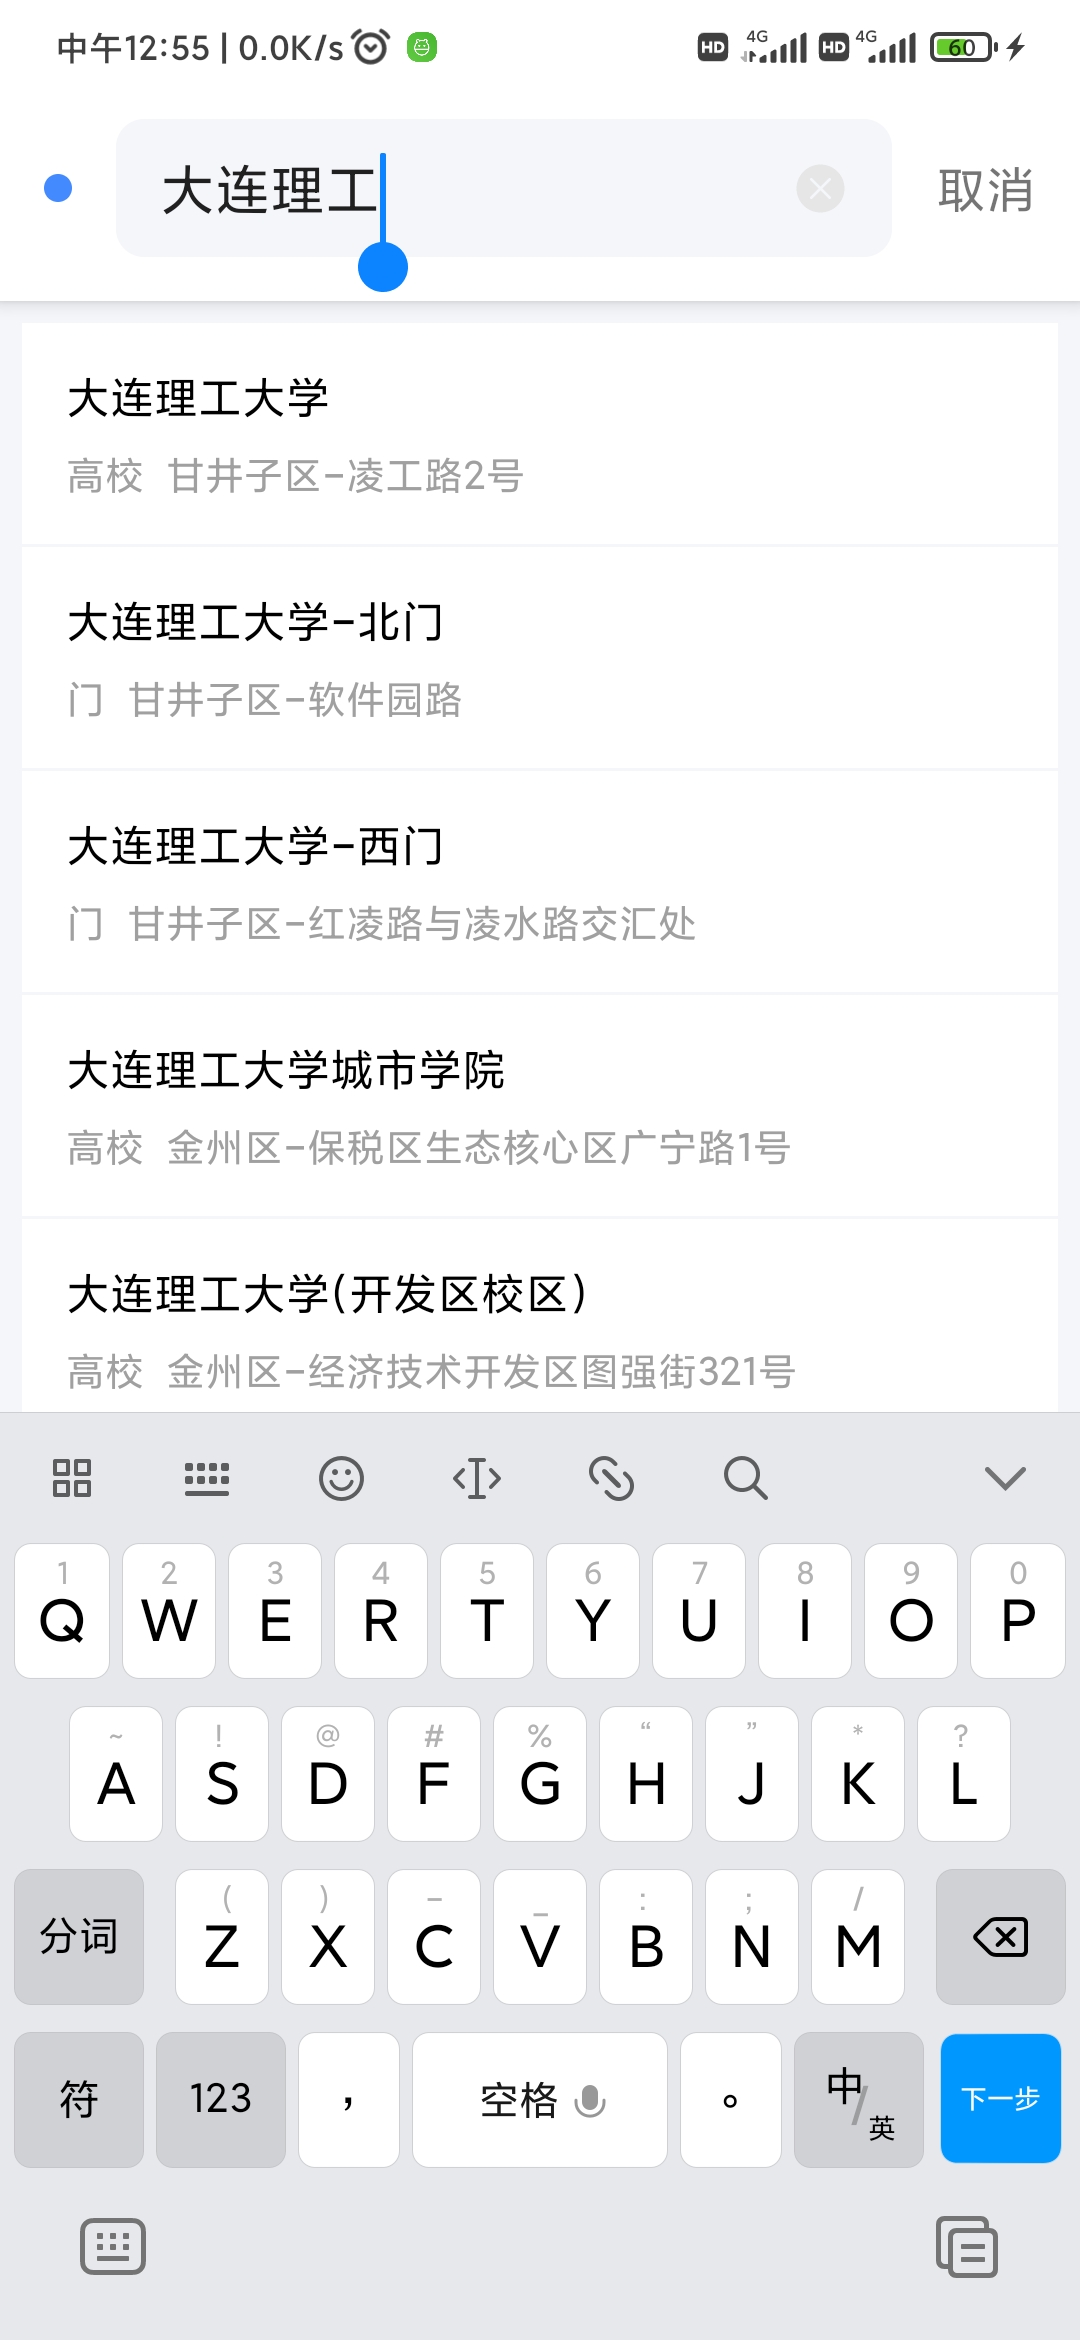 中午12:55 | 0.0K/s HD 4G HD 4G 60
大连理工
取消
大连理工大学
高校 甘井子区-凌工路2号
大连理工大学-北门
门 甘井子区-软件园路
大连理工大学-西门
门 甘井子区-红凌路与凌水路交汇处
大连理工大学城市学院
高校 金州区-保税区生态核心区广宁路1号
大连理工大学(开发区校区)
高校 金州区-经济技术开发区图强街321号
1 2 3 4 5 6 7 8 9 0
Q W E R T Y U I O P
~ ! @ # % “ ” * ?
A S D F G H J K L
( ) - _ : ; /
分词 Z X C V B N M
符 123 ， 空格 。 中/英 下一步